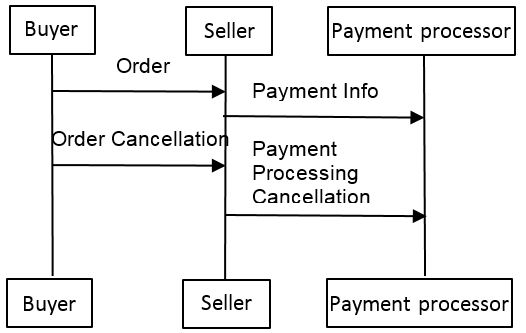 Buyer
Seller
Payment processor
Order
Payment Info
Order Cancellation
Payment
Processing
Cancellation
Buyer
Seller
Payment processor